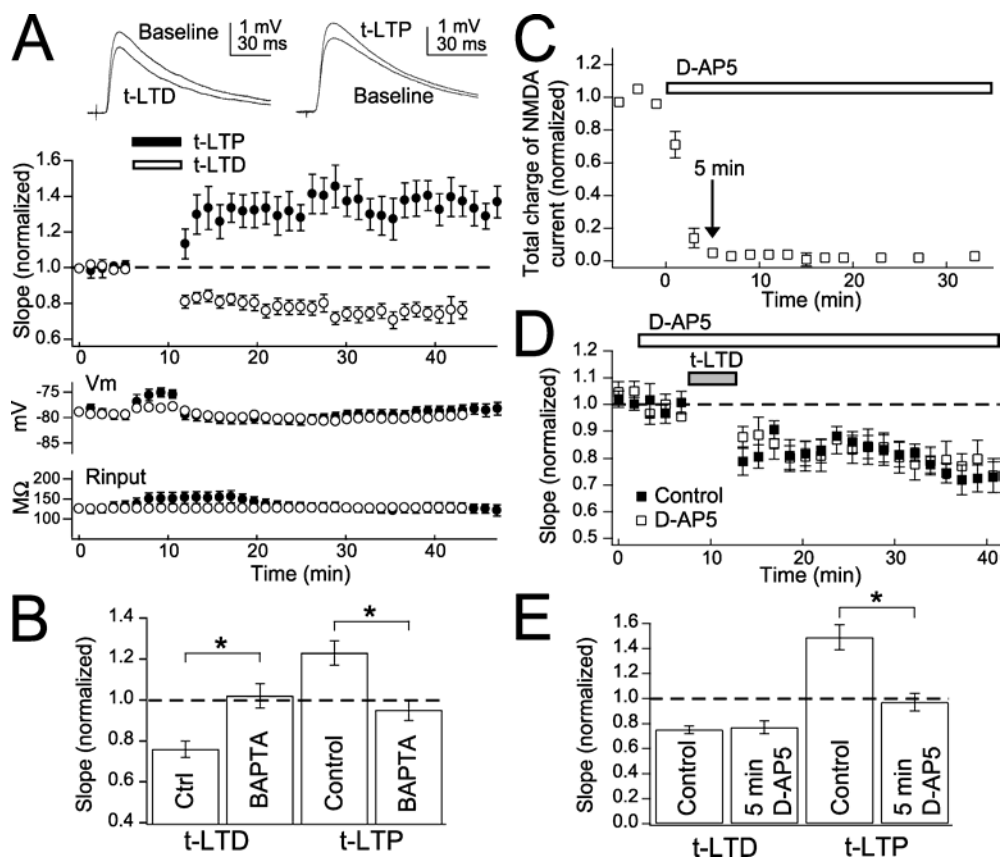 A
Baseline
1 mV
30 ms
t-LTD
t-LTP
1 mV
30 ms
Baseline
t-LTP
t-LTD
Slope (normalized)
1.6
1.4
1.2
1.0
0.8
0.6
0 10 20 30 40
Vm
mV
-75
-80
-85
Rinput
MΩ
200
150
100
0 10 20 30 40
Time (min)
B
Slope (normalized)
1.4
1.2
1.0
0.8
0.6
0.4
*
*
Ctrl
BAPTA
Control
BAPTA
t-LTD t-LTP
C
D-AP5
Total charge of NMDA
current (normalized)
1.2
1.0
0.8
0.6
0.4
0.2
0.0
5 min
0 10 20 30
Time (min)
D
D-AP5
t-LTD
Slope (normalized)
1.2
1.1
1.0
0.9
0.8
0.7
0.6
0.5
Control
D-AP5
0 10 20 30 40
Time (min)
E
Slope (normalized)
1.6
1.4
1.2
1.0
0.8
0.6
0.4
0.2
0.0
*
Control
5 min
D-AP5
Control
5 min
D-AP5
t-LTD t-LTP